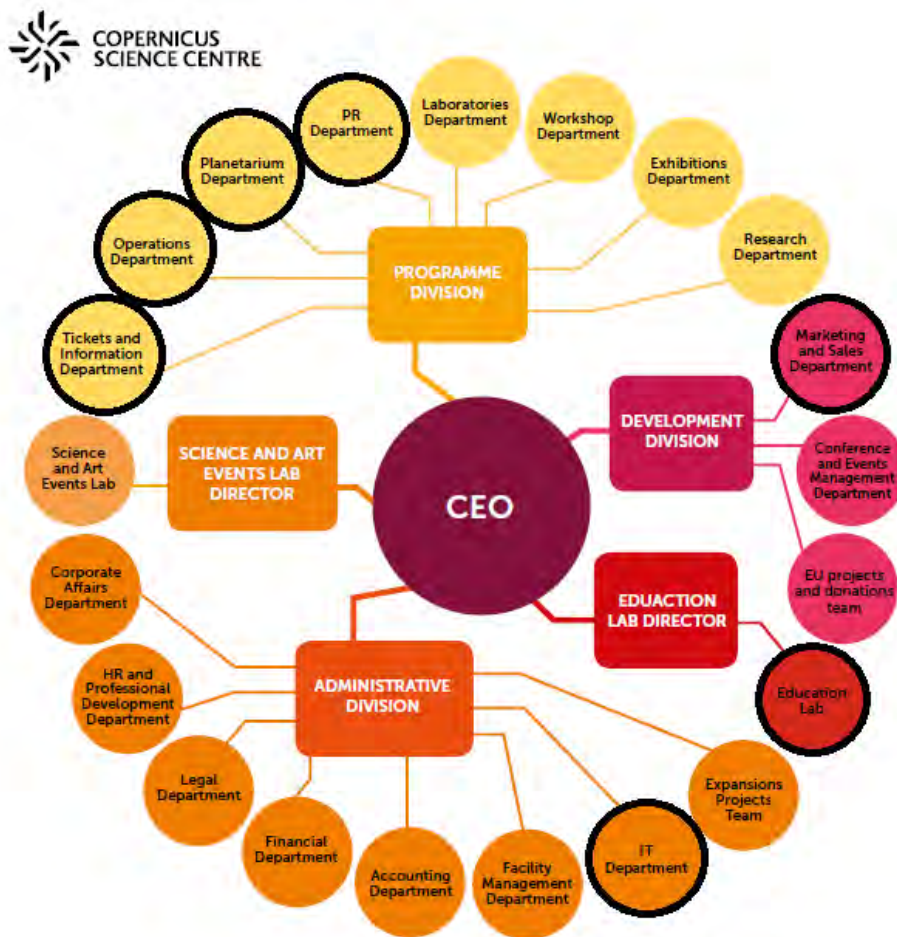 COPERNICUS
SCIENCE CENTRE
PR
Department
Laboratories
Department
Workshop
Department
Planetarium
Department
Exhibitions
Department
Operations
Department
Research
Department
PROGRAMME
DIVISION
Tickets and
Information
Department
Marketing
and Sales
Department
Science
and Art
Events Lab
SCIENCE AND ART
EVENTS LAB
DIRECTOR
DEVELOPMENT
DIVISION
Conference
and Events
Management
Department
CEO
Corporate
Affairs
Department
EU projects
and donations
team
EDUACTION
LAB DIRECTOR
HR and
Professional
Development
Department
ADMINISTRATIVE
DIVISION
Education
Lab
Legal
Department
Expansions
Projects
Team
Financial
Department
Accounting
Department
Facility
Management
Department
IT
Department